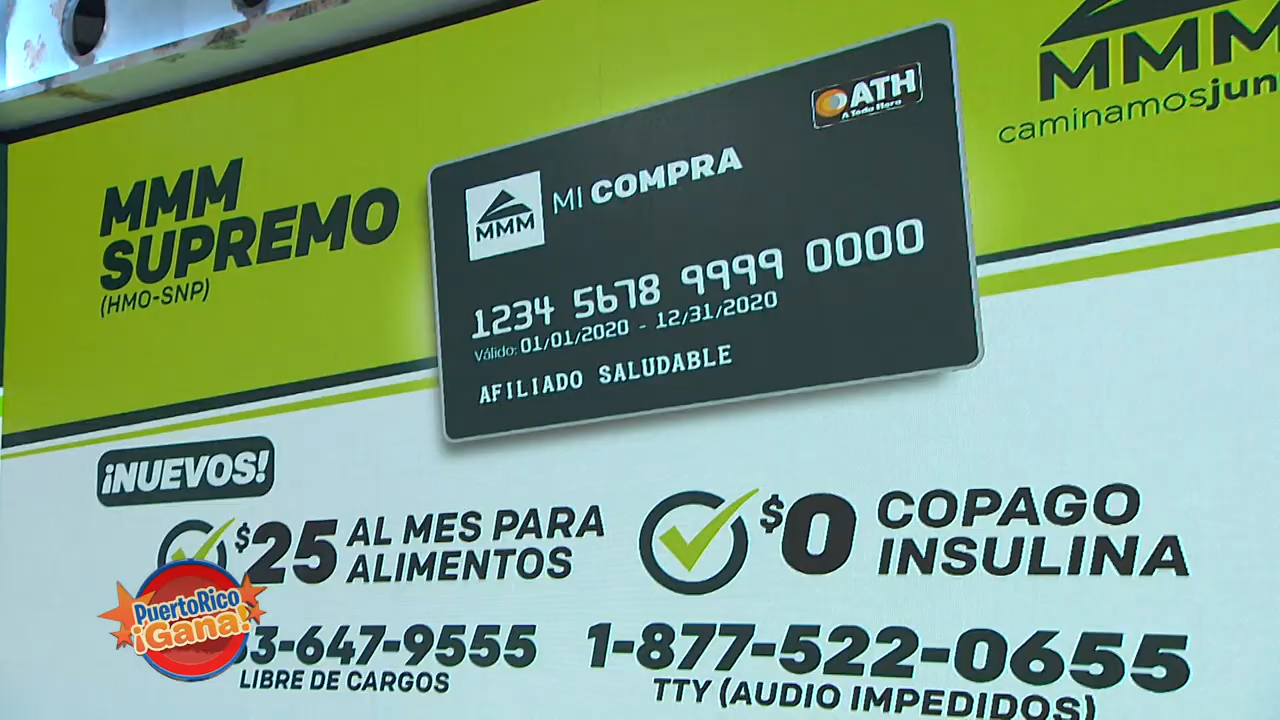 MMM
caminamosjun
ATH
A Toda Hora
MMM
MI COMPRA
MMM
SUPREMO
(HMO-SNP)
1234 5678 9999 0000
Válido: 01/01/2020 - 12/31/2020
AFILIADO SALUDABLE
¡NUEVOS!
$25 AL MES PARA
ALIMENTOS
$0 COPAGO
INSULINA
PuertoRico
¡Gana!
3-647-9555
LIBRE DE CARGOS
1-877-522-0655
TTY (AUDIO IMPEDIDOS)